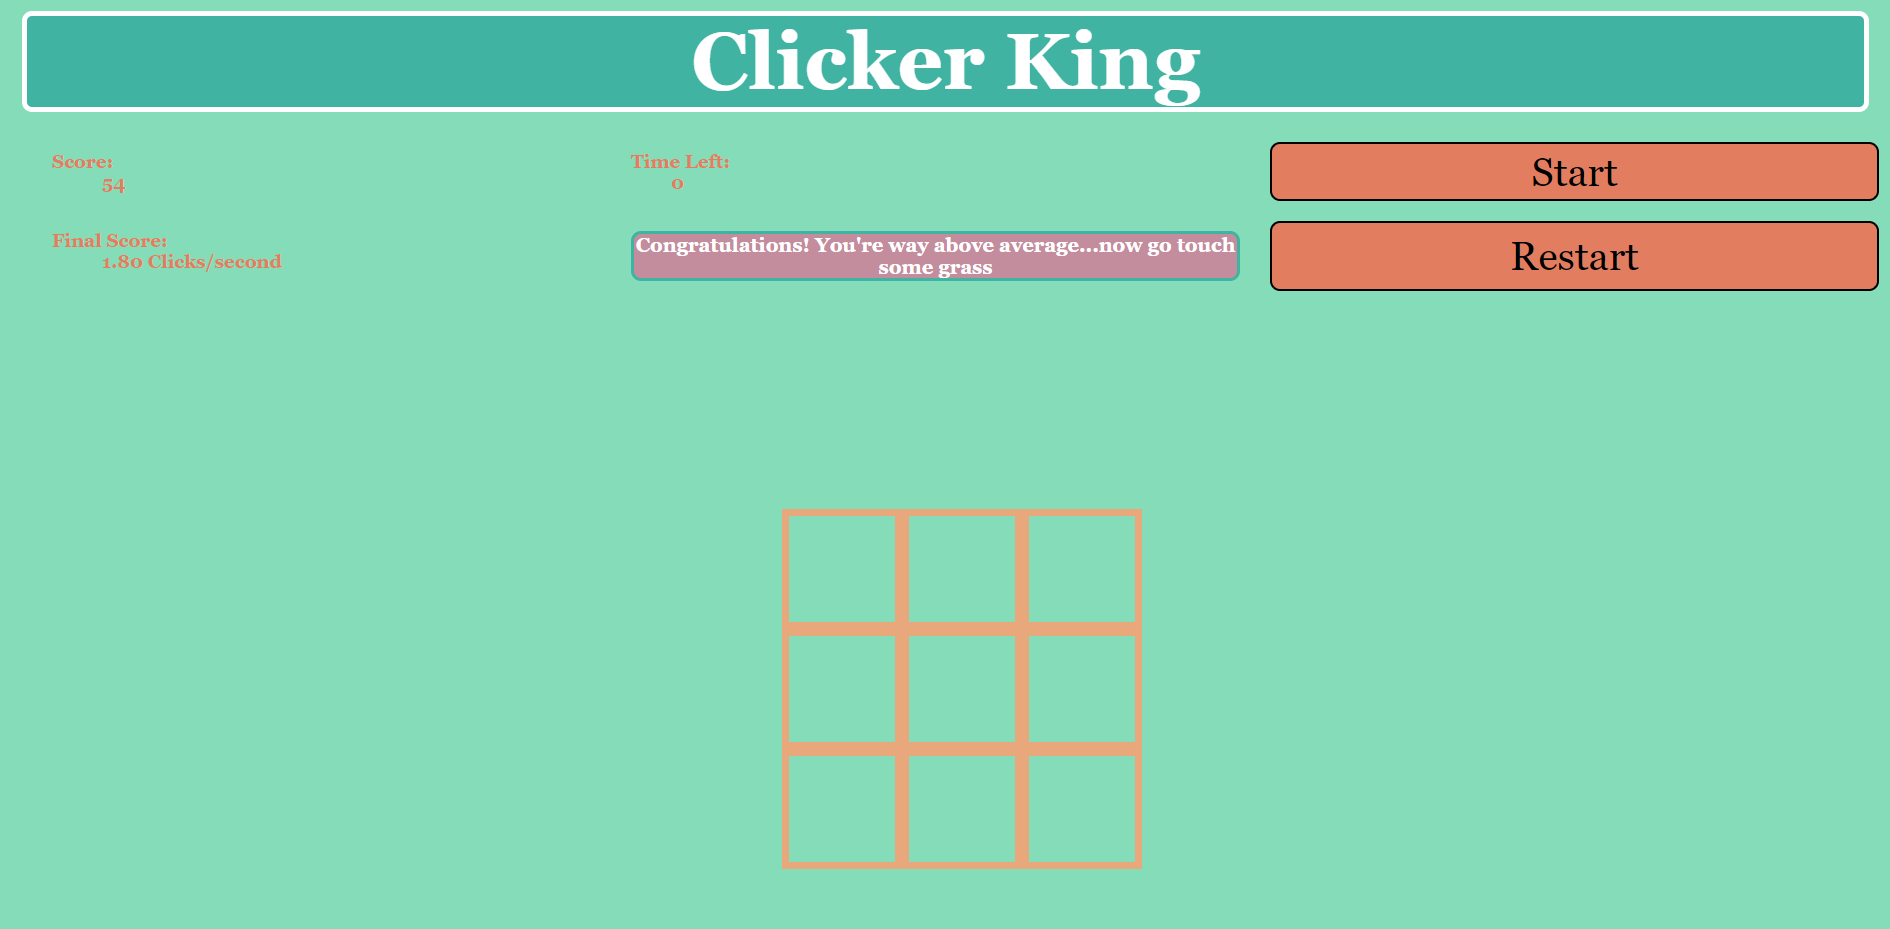 Clicker King
Score:
54
Time Left:
0
Start
Final Score:
1.80 Clicks/second
Congratulations! You're way above average...now go touch
some grass
Restart